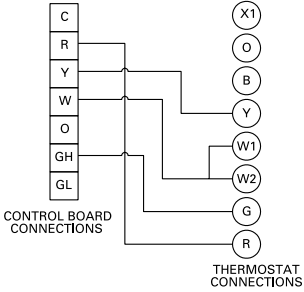 C
R
Y
W
O
GH
GL
CONTROL BOARD
CONNECTIONS
X1
O
B
Y
W1
W2
G
R
THERMOSTAT
CONNECTIONS